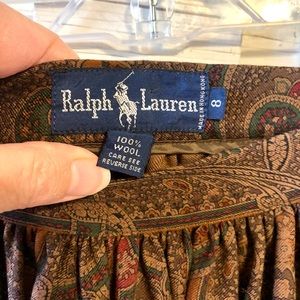 Ralph Lauren
MADE IN HONG KONG
8
100%
WOOL
CARE SEE
REVERSE SIDE